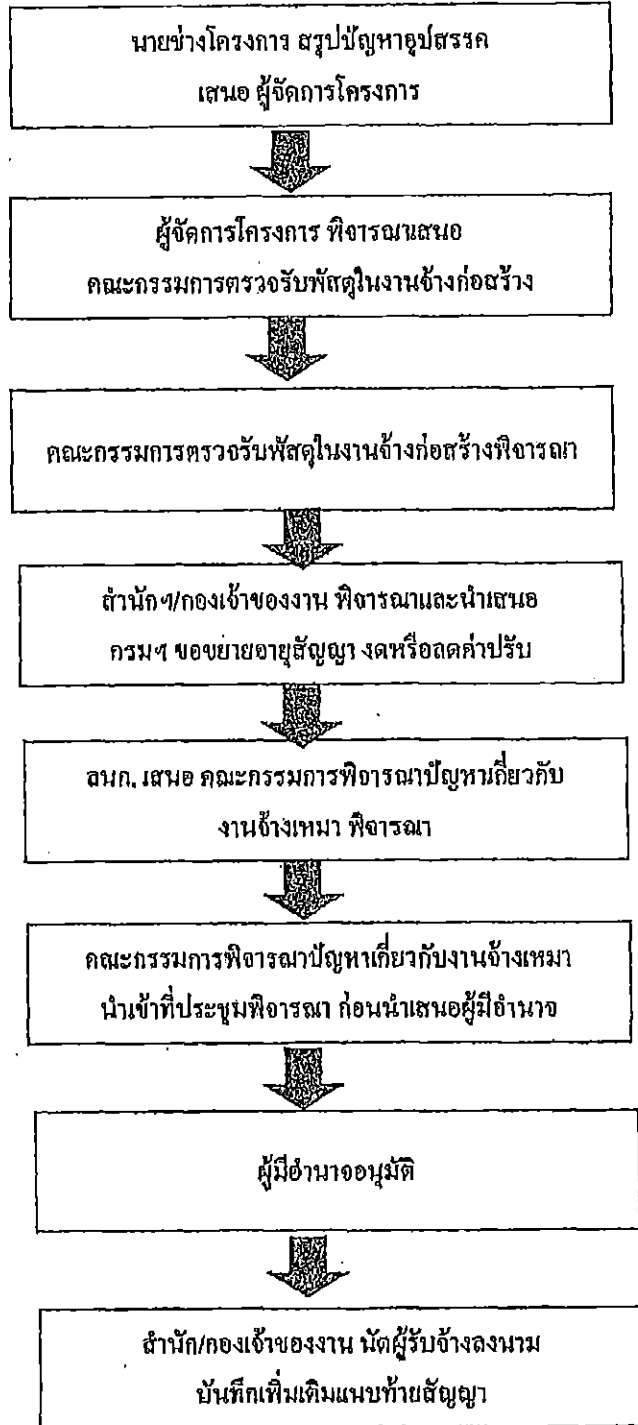 นายช่างโครงการ สรุปปัญหาอุปสรรค
เสนอ ผู้จัดการโครงการ
ผู้จัดการโครงการ พิจารณาเสนอ
คณะกรรมการตรวจรับพัสดุในงานจ้างก่อสร้าง
คณะกรรมการตรวจรับพัสดุในงานจ้างก่อสร้างพิจารณา
สำนักฯ/กองเจ้าของงาน พิจารณาและนำเสนอ
กรมฯ ขอขยายอายุสัญญา งดหรือลดค่าปรับ
ลนก. เสนอ คณะกรรมการพิจารณาปัญหาเกี่ยวกับ
งานจ้างเหมา พิจารณา
คณะกรรมการพิจารณาปัญหาเกี่ยวกับงานจ้างเหมา
นำเข้าที่ประชุมพิจารณา ก่อนนำเสนอผู้มีอำนาจ
ผู้มีอำนาจอนุมัติ
สำนัก/กองเจ้าของงาน นัดผู้รับจ้างลงนาม
บันทึกเพิ่มเติมแนบท้ายสัญญา